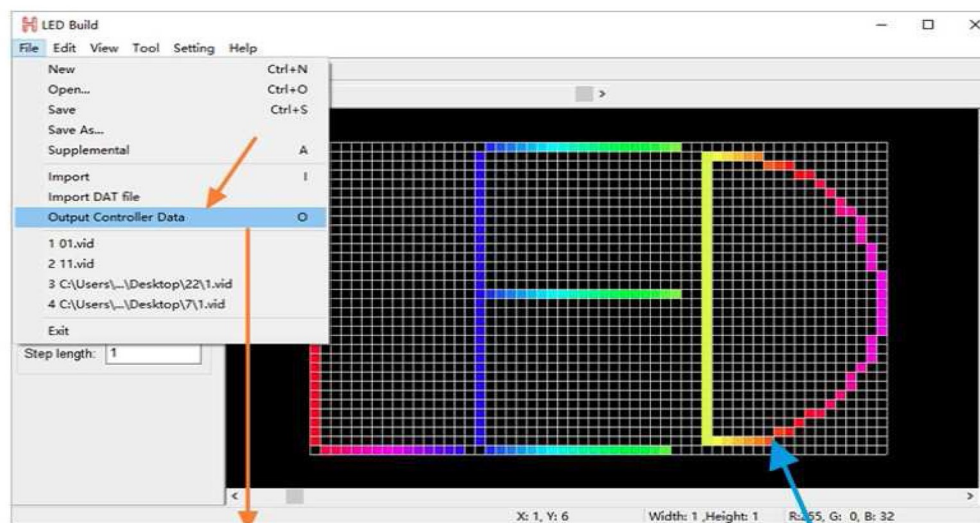 LED Build
File Edit View Tool Setting Help
New Ctrl+N
Open... Ctrl+O
Save Ctrl+S
Save As...
Supplemental A
Import I
Import DAT file
Output Controller Data O
1 01.vid
2 11.vid
3 C:\Users\...\Desktop\22\1.vid
4 C:\Users\...\Desktop\7\1.vid
Exit
Step length: 1
X: 1, Y: 6 Width: 1 ,Height: 1 G: 0, B: 32